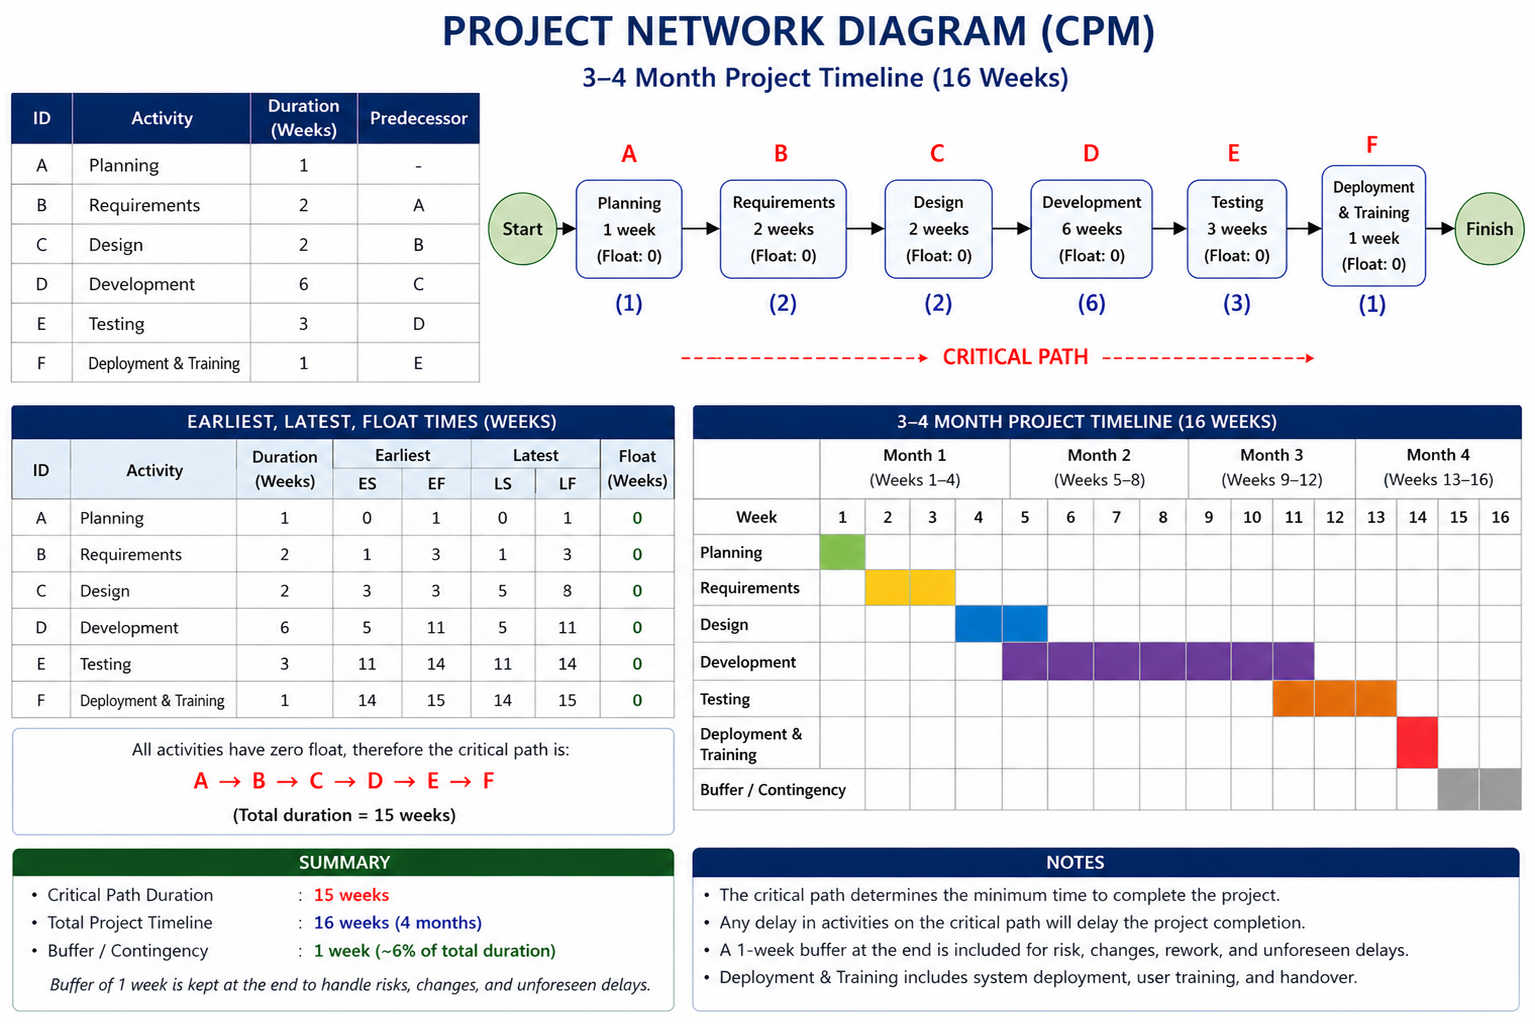 PROJECT NETWORK DIAGRAM (CPM)
3–4 Month Project Timeline (16 Weeks)
ID Activity Duration (Weeks) Predecessor
A Planning 1 -
B Requirements 2 A
C Design 2 B
D Development 6 C
E Testing 3 D
F Deployment & Training 1 E
A B C D E F
Start
Planning
1 week
(Float: 0)
(1)
Requirements
2 weeks
(Float: 0)
(2)
Design
2 weeks
(Float: 0)
(2)
Development
6 weeks
(Float: 0)
(6)
Testing
3 weeks
(Float: 0)
(3)
Deployment
& Training
1 week
(Float: 0)
(1)
Finish
CRITICAL PATH
EARLIEST, LATEST, FLOAT TIMES (WEEKS)
ID Activity Duration (Weeks) Earliest Latest Float (Weeks)
ES EF LS LF
A Planning 1 0 1 0 1 0
B Requirements 2 1 3 1 3 0
C Design 2 3 3 5 8 0
D Development 6 5 11 5 11 0
E Testing 3 11 14 11 14 0
F Deployment & Training 1 14 15 14 15 0
All activities have zero float, therefore the critical path is:
A → B → C → D → E → F
(Total duration = 15 weeks)
3–4 MONTH PROJECT TIMELINE (16 WEEKS)
Month 1 Month 2 Month 3 Month 4
(Weeks 1–4) (Weeks 5–8) (Weeks 9–12) (Weeks 13–16)
Week 1 2 3 4 5 6 7 8 9 10 11 12 13 14 15 16
Planning
Requirements
Design
Development
Testing
Deployment &
Training
Buffer / Contingency
SUMMARY
• Critical Path Duration : 15 weeks
• Total Project Timeline : 16 weeks (4 months)
• Buffer / Contingency : 1 week (~6% of total duration)
Buffer of 1 week is kept at the end to handle risks, changes, and unforeseen delays.
NOTES
• The critical path determines the minimum time to complete the project.
• Any delay in activities on the critical path will delay the project completion.
• A 1-week buffer at the end is included for risk, changes, rework, and unforeseen delays.
• Deployment & Training includes system deployment, user training, and handover.